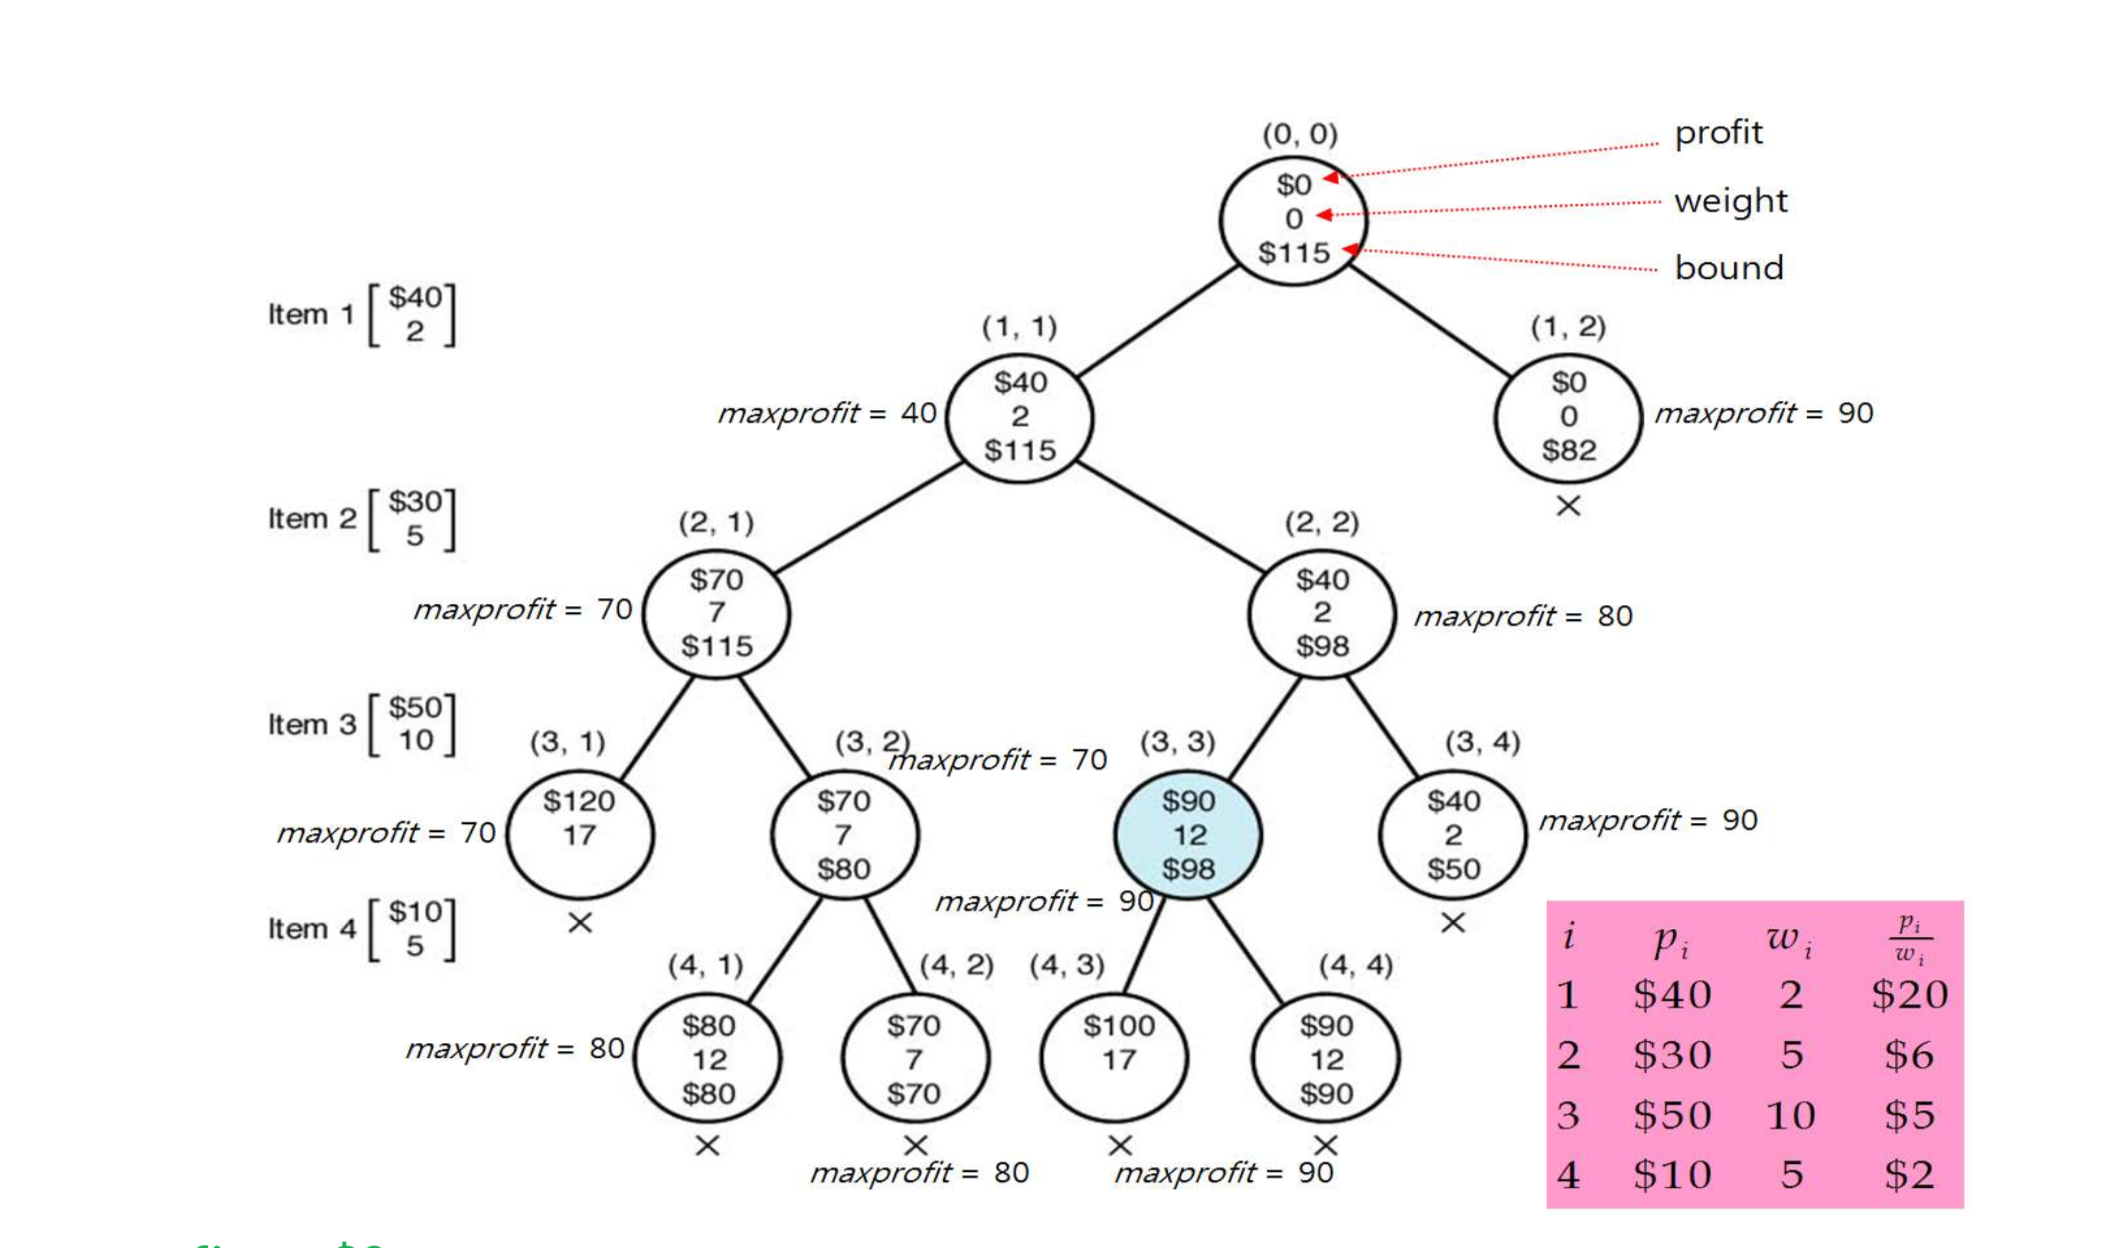 (0, 0)
profit
$0
weight
0
$115
bound
Item 1 [$40 2]
(1, 1)
(1, 2)
$40
2
$115
maxprofit = 40
$0
0
$82
maxprofit = 90
×
Item 2 [$30 5]
(2, 1)
(2, 2)
$70
7
$115
maxprofit = 70
$40
2
$98
maxprofit = 80
Item 3 [$50 10]
(3, 1)
(3, 2)
maxprofit = 70
(3, 3)
(3, 4)
maxprofit = 70
$120
17
×
$70
7
$80
$90
12
$98
maxprofit = 90
$40
2
$50
maxprofit = 90
×
Item 4 [$10 5]
(4, 1)
(4, 2)
(4, 3)
(4, 4)
maxprofit = 80
$80
12
$80
×
$70
7
$70
×
maxprofit = 80
$100
17
×
$90
12
$90
×
maxprofit = 90
i p_i w_i p_i/w_i
1 $40 2 $20
2 $30 5 $6
3 $50 10 $5
4 $10 5 $2